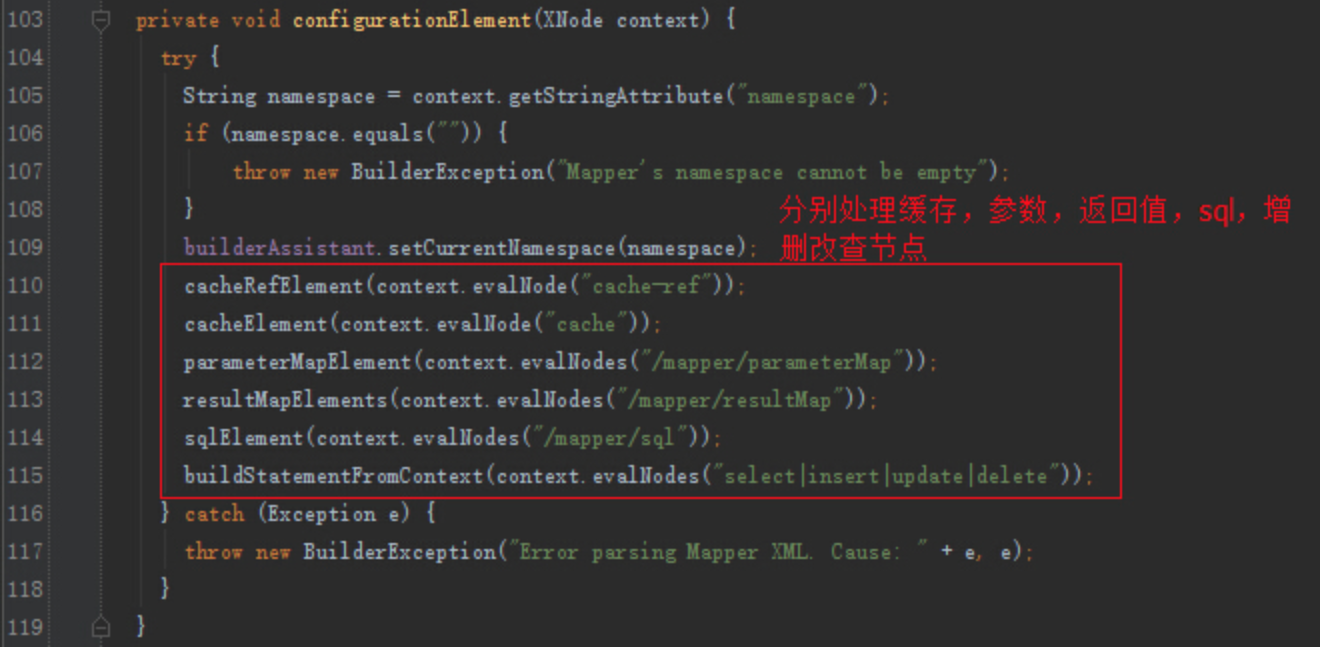 103 private void configurationElement(XNode context) {
104 try {
105 String namespace = context.getStringAttribute("namespace");
106 if (namespace.equals("")) {
107 throw new BuilderException("Mapper's namespace cannot be empty");
108 }
分别处理缓存，参数，返回值，sql，增
109 builderAssistant.setCurrentNamespace(namespace);
删改查节点
110 cacheRefElement(context.evalNode("cache-ref"));
111 cacheElement(context.evalNode("cache"));
112 parameterMapElement(context.evalNodes("/mapper/parameterMap"));
113 resultMapElements(context.evalNodes("/mapper/resultMap"));
114 sqlElement(context.evalNodes("/mapper/sql"));
115 buildStatementFromContext(context.evalNodes("select|insert|update|delete"));
116 } catch (Exception e) {
117 throw new BuilderException("Error parsing Mapper XML. Cause: " + e, e);
118 }
119 }